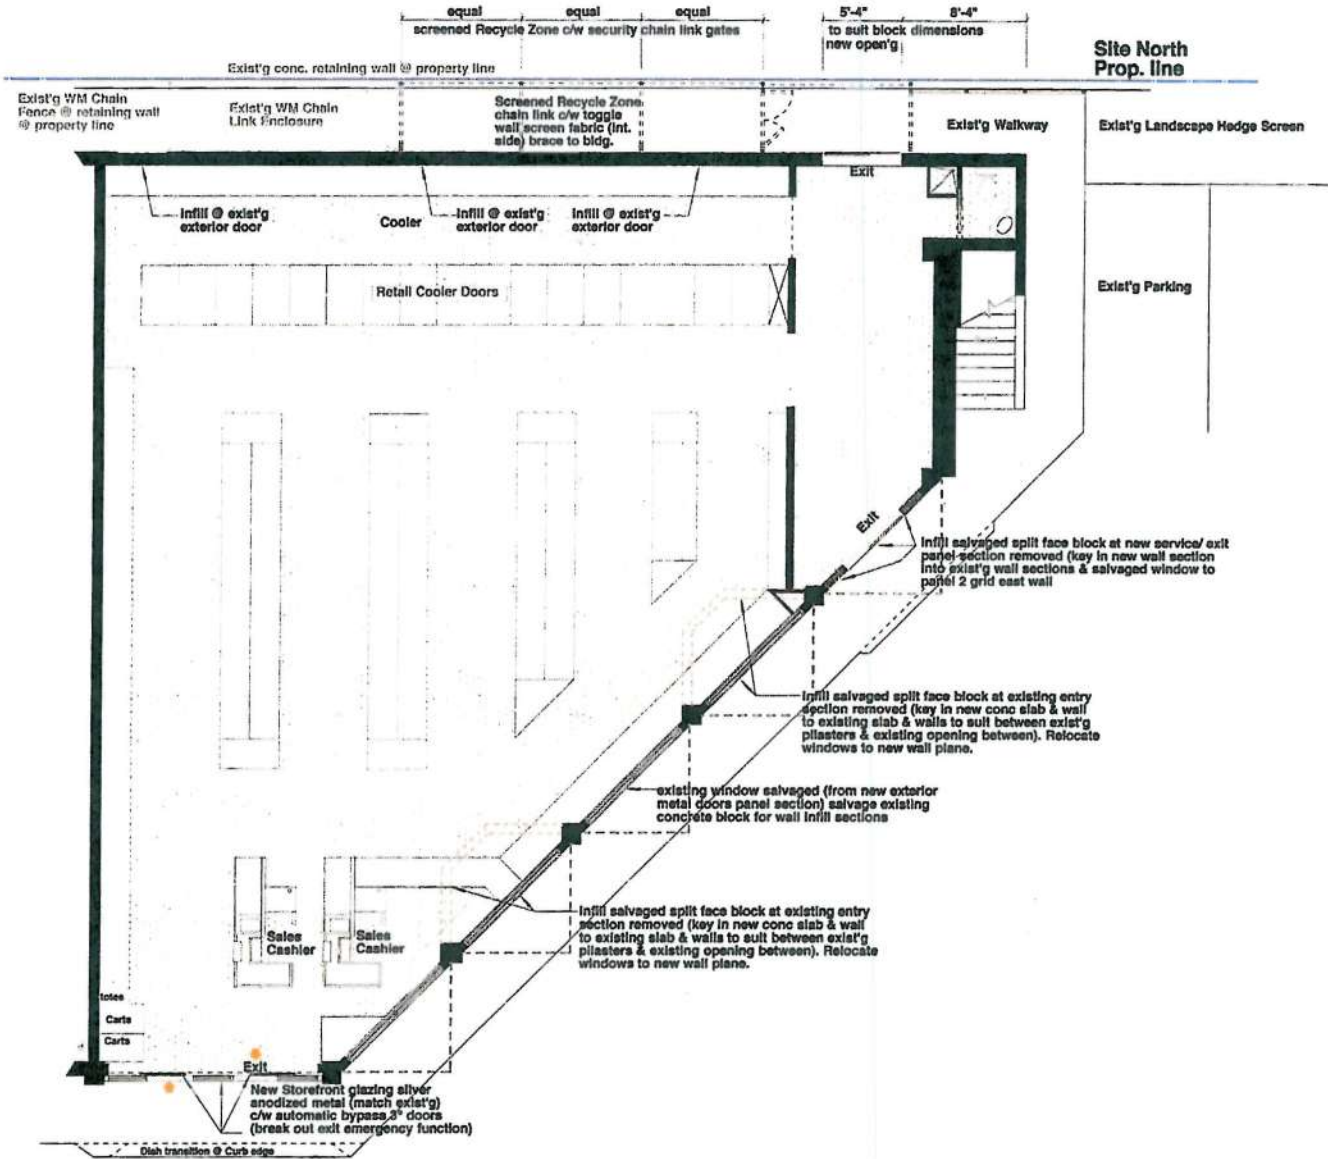 equal
equal
equal
5'-4"
8'-4"
screened Recycle Zone c/w security chain link gates
to suit block dimensions
new open'g
Site North
Prop. line
Exist'g conc. retaining wall @ property line
Exist'g WM Chain
Fence @ retaining wall
@ property line
Exist'g WM Chain
Link Enclosure
Screened Recycle Zone
chain link c/w toggle
wall screen fabric (int.
side) brace to bldg.
Exist'g Walkway
Exist'g Landscape Hedge Screen
Exit
Infill @ exist'g
exterior door
Cooler
Infill @ exist'g
exterior door
Infill @ exist'g
exterior door
Retail Cooler Doors
Exist'g Parking
Exit
Infill salvaged split face block at new service/ exit
panel section removed (key in new wall section
into exist'g wall sections & salvaged window to
panel 2 grid east wall
Infill salvaged split face block at existing entry
section removed (key in new conc slab & wall
to existing slab & walls to suit between exist'g
pilasters & existing opening between). Relocate
windows to new wall plane.
existing window salvaged (from new exterior
metal doors panel section) salvage existing
concrete block for wall infill sections
Infill salvaged split face block at existing entry
section removed (key in new conc slab & wall
to existing slab & walls to suit between exist'g
pilasters & existing opening between). Relocate
windows to new wall plane.
Sales
Cashier
Sales
Cashier
totes
Carts
Carts
Exit
New Storefront glazing silver
anodized metal (match exist'g)
c/w automatic bypass 3° doors
(break out exit emergency function)
Dish transition @ Curb edge